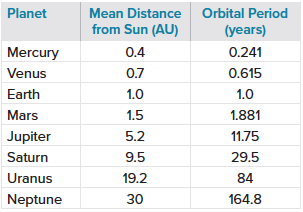 Planet Mean Distance from Sun (AU) Orbital Period (years)
Mercury 0.4 0.241
Venus 0.7 0.615
Earth 1.0 1.0
Mars 1.5 1.881
Jupiter 5.2 11.75
Saturn 9.5 29.5
Uranus 19.2 84
Neptune 30 164.8